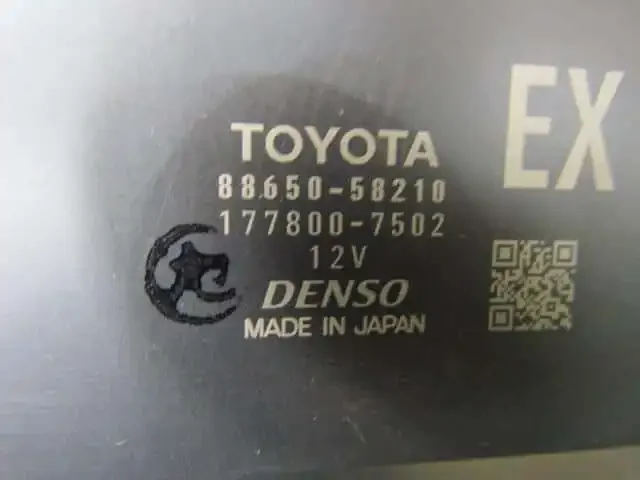 EX
TOYOTA
88650-58210
177800-7502
12V
DENSO
MADE IN JAPAN